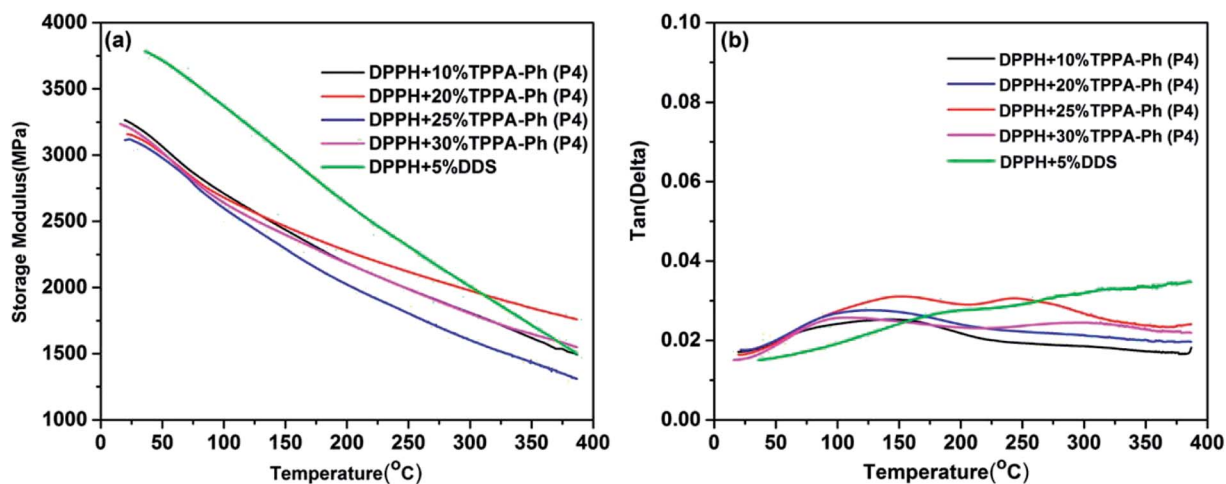 (a)
DPPH+10%TPPA-Ph (P4)
DPPH+20%TPPA-Ph (P4)
DPPH+25%TPPA-Ph (P4)
DPPH+30%TPPA-Ph (P4)
DPPH+5%DDS
Storage Modulus(MPa)
4000
3500
3000
2500
2000
1500
1000
0 50 100 150 200 250 300 350 400
Temperature(°C)
(b)
DPPH+10%TPPA-Ph (P4)
DPPH+20%TPPA-Ph (P4)
DPPH+25%TPPA-Ph (P4)
DPPH+30%TPPA-Ph (P4)
DPPH+5%DDS
Tan(Delta)
0.10
0.08
0.06
0.04
0.02
0.00
0 50 100 150 200 250 300 350 400
Temperature(°C)